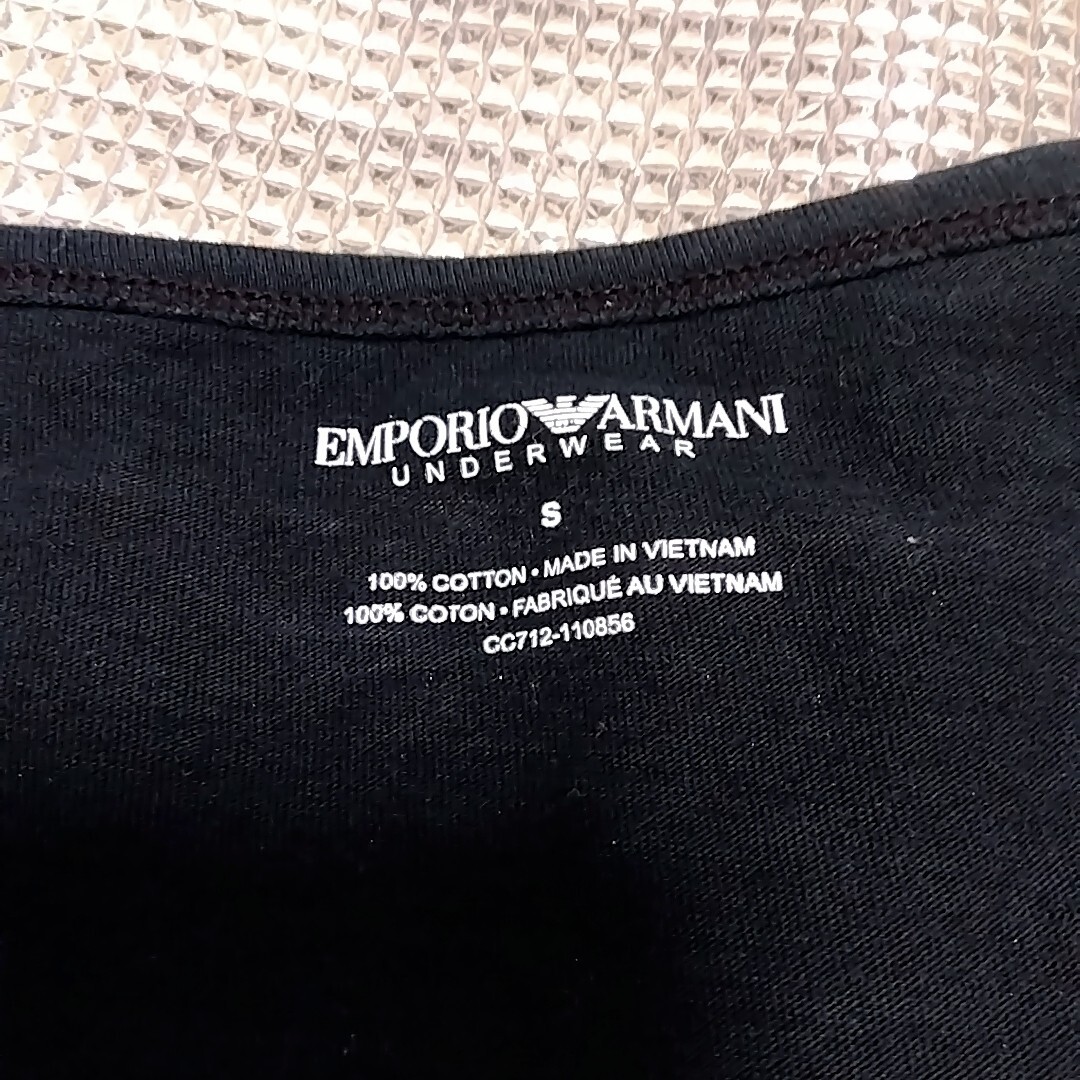 EMPORIO ARMANI
UNDERWEAR
S
100% COTTON • MADE IN VIETNAM
100% COTON • FABRIQUÉ AU VIETNAM
CC712-110856